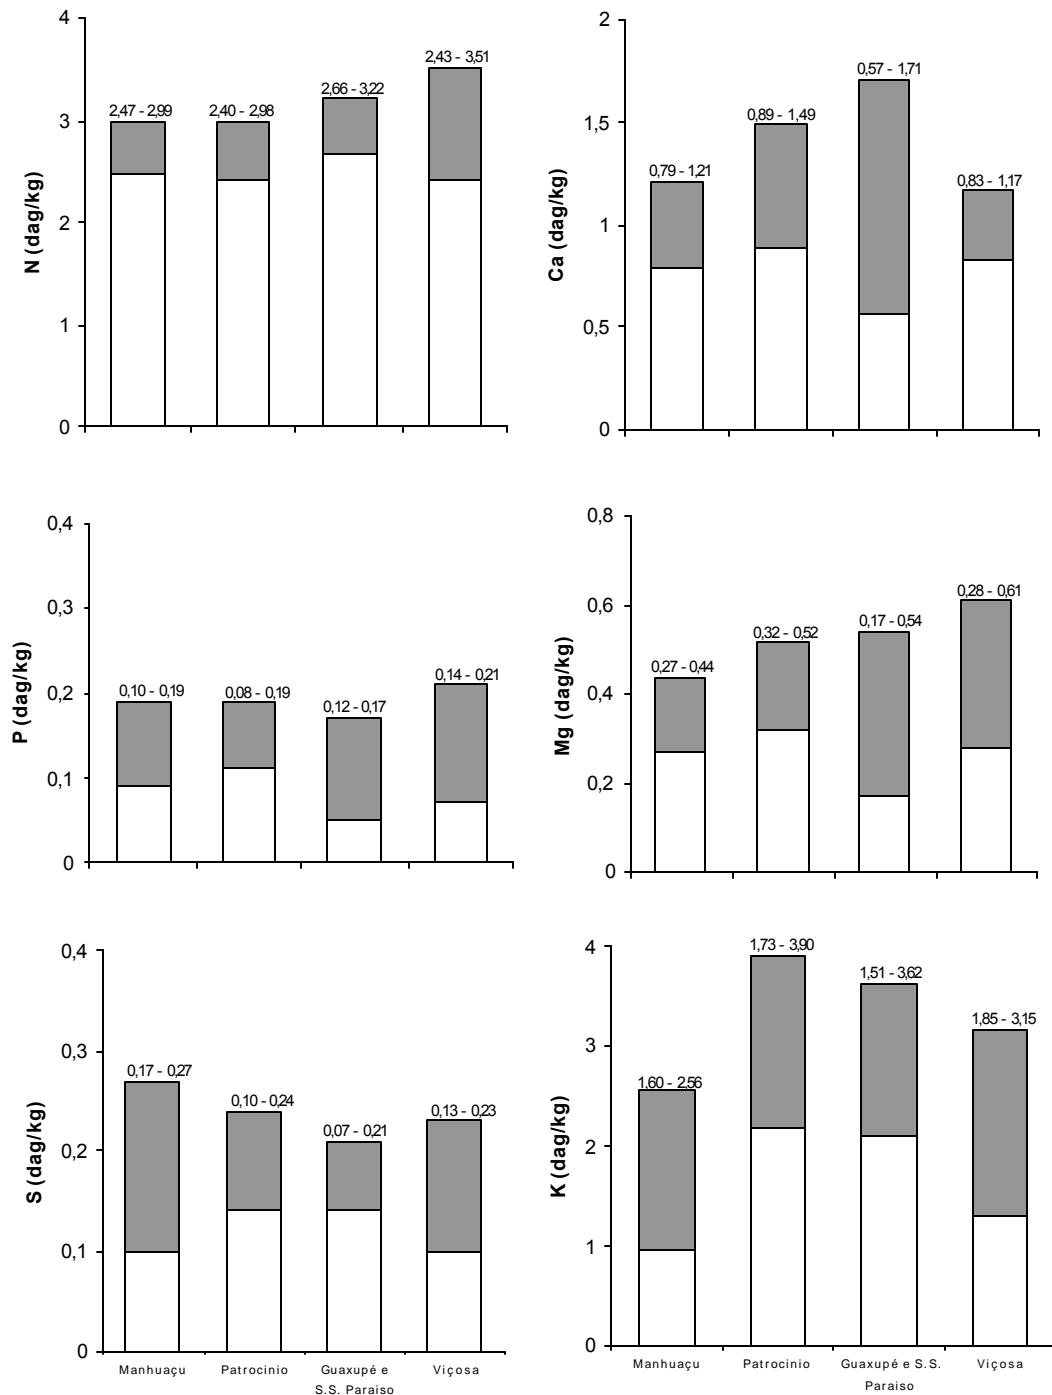 4
3
2
1
0
N (dag/kg)
2,47 - 2,99
2,40 - 2,98
2,66 - 3,22
2,43 - 3,51
2
1,5
1
0,5
0
Ca (dag/kg)
0,79 - 1,21
0,89 - 1,49
0,57 - 1,71
0,83 - 1,17
0,4
0,3
0,2
0,1
0
P (dag/kg)
0,10 - 0,19
0,08 - 0,19
0,12 - 0,17
0,14 - 0,21
0,8
0,6
0,4
0,2
0
Mg (dag/kg)
0,27 - 0,44
0,32 - 0,52
0,17 - 0,54
0,28 - 0,61
0,4
0,3
0,2
0,1
0
S (dag/kg)
0,17 - 0,27
0,10 - 0,24
0,07 - 0,21
0,13 - 0,23
Manhuaçu
Patrocinio
Guaxupé e
S.S. Paraiso
Viçosa
4
3
2
1
0
K (dag/kg)
1,60 - 2,56
1,73 - 3,90
1,51 - 3,62
1,85 - 3,15
Manhuaçu
Patrocinio
Guaxupé e S.S.
Paraiso
Viçosa